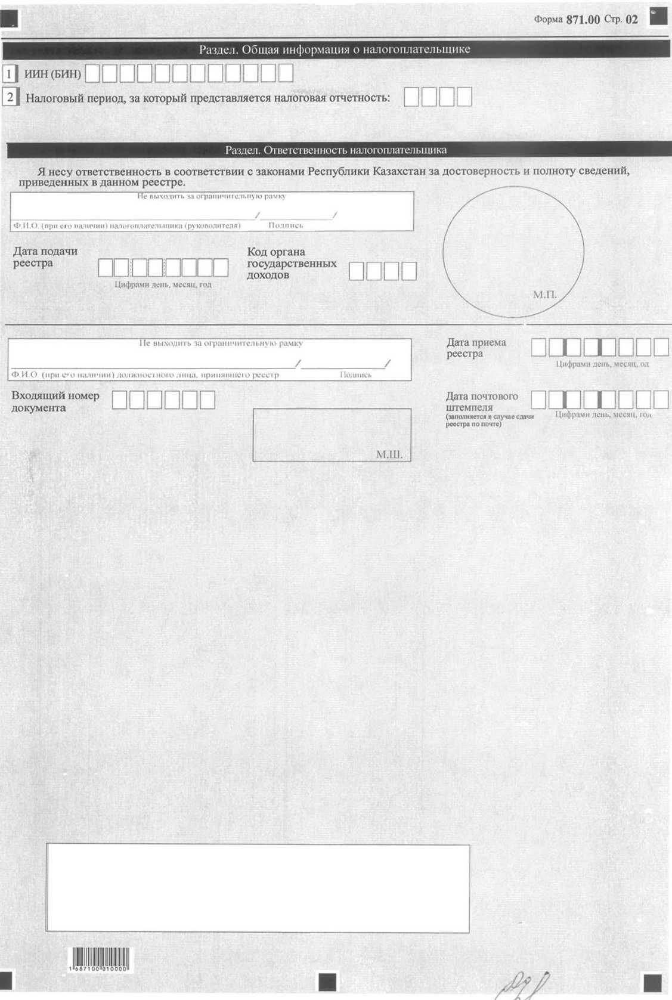 Форма 871.00 Стр. 02
Раздел. Общая информация о налогоплательщике
1 ИИН (БИН)
2 Налоговый период, за который представляется налоговая отчетность:
Раздел. Ответственность налогоплательщика
Я несу ответственность в соответствии с законами Республики Казахстан за достоверность и полноту сведений,
приведенных в данном реестре.
Не выходить за ограничительную рамку
/ /
Ф.И.О. (при его наличии) налогоплательщика (руководителя) Подпись
Дата подачи
реестра
Цифрами день, месяц, год
Код органа
государственных
доходов
М.П.
Не выходить за ограничительную рамку
/ /
Ф.И.О. (при его наличии) должностного лица, принявшего реестр Подпись
Дата приема
реестра
Цифрами день, месяц, од
Входящий номер
документа
М.Ш.
Дата почтового
штемпеля
(заполняется в случае сдачи
реестра по почте)
Цифрами день, месяц, год
1 687100 010000